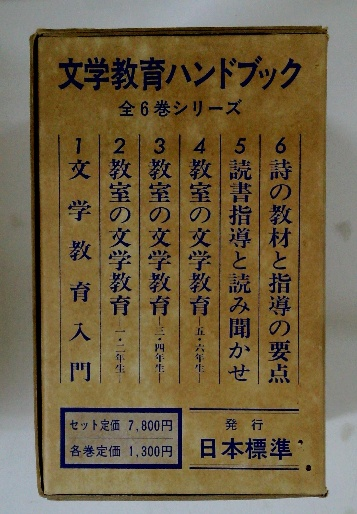 文学教育ハンドブック
全6巻シリーズ
1 文学教育入門
2 教室の文学教育 ―一・二年生―
3 教室の文学教育 ―三・四年生―
4 教室の文学教育 ―五・六年生―
5 読書指導と読み聞かせ
6 詩の教材と指導の要点
セット定価 7,800円
各巻定価 1,300円
発行
日本標準